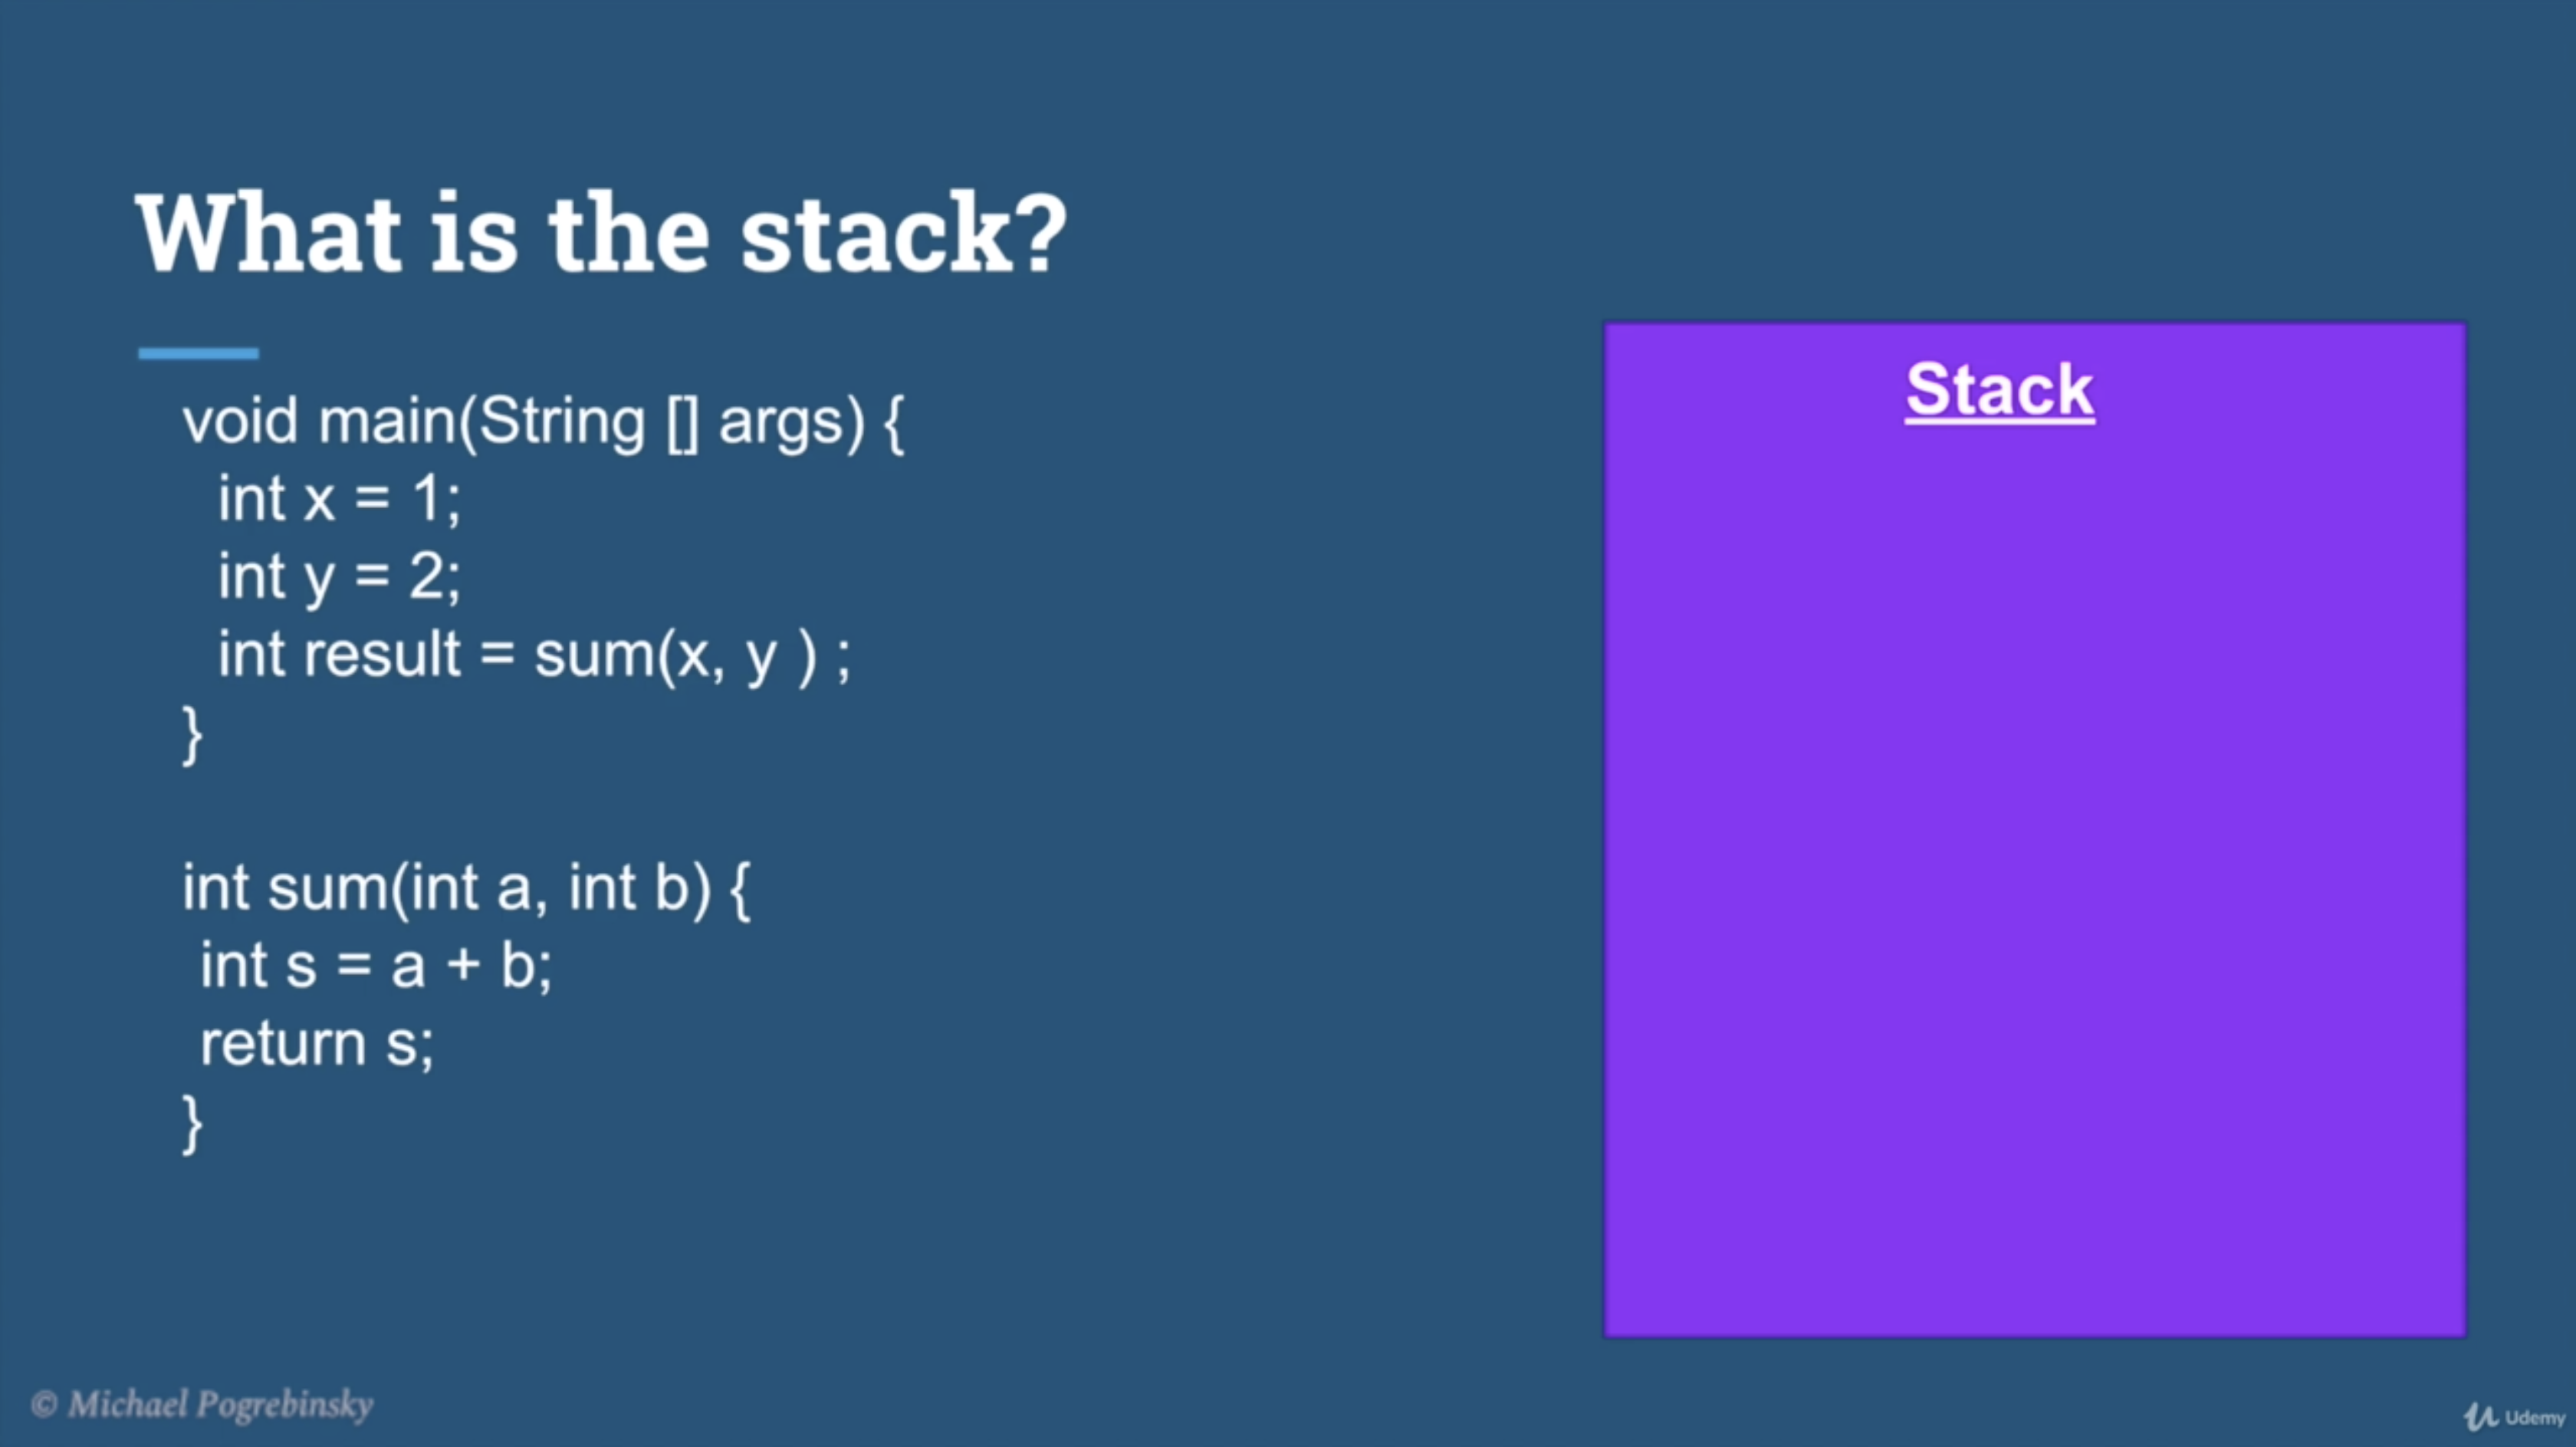 What is the stack?
void main(String [] args) {
int x = 1;
int y = 2;
int result = sum(x, y ) ;
}
int sum(int a, int b) {
int s = a + b;
return s;
}
Stack
© Michael Pogrebinsky
Udemy